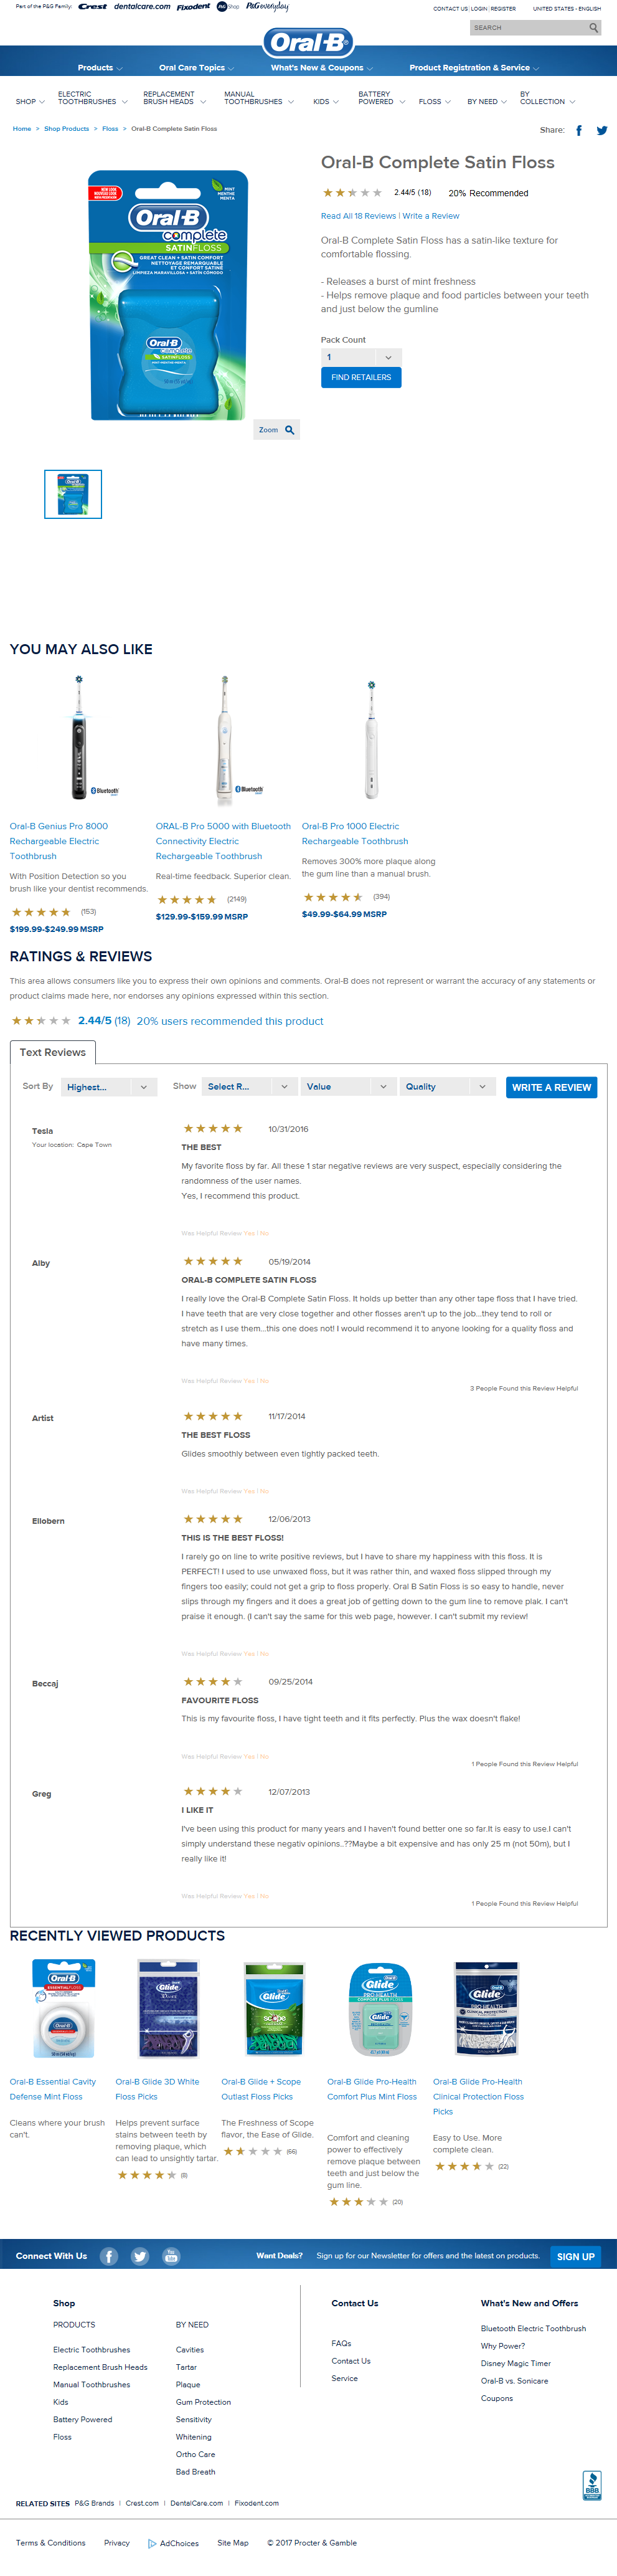 Part of the P&G Family: Crest dentalcare.com Fixodent P&G Shop P&G everyday
CONTACT US | LOGIN | REGISTER UNITED STATES - ENGLISH
SEARCH
Oral-B
Products Oral Care Topics What's New & Coupons Product Registration & Service
SHOP ELECTRIC TOOTHBRUSHES REPLACEMENT BRUSH HEADS MANUAL TOOTHBRUSHES KIDS BATTERY POWERED FLOSS BY NEED BY COLLECTION
Home > Shop Products > Floss > Oral-B Complete Satin Floss
Share:
Oral-B Complete Satin Floss
2.44/5 (18) 20% Recommended
Read All 18 Reviews | Write a Review
Oral-B Complete Satin Floss has a satin-like texture for
comfortable flossing.
- Releases a burst of mint freshness
- Helps remove plaque and food particles between your teeth
and just below the gumline
Pack Count
1
FIND RETAILERS
MINT
MENTHE
MENTA
Oral-B
complete
SATINFLOSS
GREAT CLEAN + SATIN COMFORT
NETTOYAGE REMARQUABLE
ET CONFORT SATINÉ
LIMPIEZA MARAVILLOSA + SATÍN CÓMODO
Oral-B
complete
SATINFLOSS
Zoom
YOU MAY ALSO LIKE
Bluetooth
Bluetooth
Oral-B Genius Pro 8000
Rechargeable Electric
Toothbrush
With Position Detection so you
brush like your dentist recommends.
(153)
$199.99-$249.99 MSRP
ORAL-B Pro 5000 with Bluetooth
Connectivity Electric
Rechargeable Toothbrush
Real-time feedback. Superior clean.
(2149)
$129.99-$159.99 MSRP
Oral-B Pro 1000 Electric
Rechargeable Toothbrush
Removes 300% more plaque along
the gum line than a manual brush.
(394)
$49.99-$64.99 MSRP
RATINGS & REVIEWS
This area allows consumers like you to express their own opinions and comments. Oral-B does not represent or warrant the accuracy of any statements or
product claims made here, nor endorses any opinions expressed within this section.
2.44/5 (18) 20% users recommended this product
Text Reviews
Sort By Highest... Show Select R... Value Quality WRITE A REVIEW
Tesla
Your location: Cape Town
10/31/2016
THE BEST
My favorite floss by far. All these 1 star negative reviews are very suspect, especially considering the
randomness of the user names.
Yes, I recommend this product.
Was Helpful Review Yes | No
Alby
05/19/2014
ORAL-B COMPLETE SATIN FLOSS
I really love the Oral-B Complete Satin Floss. It holds up better than any other tape floss that I have tried.
I have teeth that are very close together and other flosses aren't up to the job...they tend to roll or
stretch as I use them...this one does not! I would recommend it to anyone looking for a quality floss and
have many times.
Was Helpful Review Yes | No
3 People Found this Review Helpful
Artist
11/17/2014
THE BEST FLOSS
Glides smoothly between even tightly packed teeth.
Was Helpful Review Yes | No
Ellobern
12/06/2013
THIS IS THE BEST FLOSS!
I rarely go on line to write positive reviews, but I have to share my happiness with this floss. It is
PERFECT! I used to use unwaxed floss, but it was rather thin, and waxed floss slipped through my
fingers too easily; could not get a grip to floss properly. Oral B Satin Floss is so easy to handle, never
slips through my fingers and it does a great job of getting down to the gum line to remove plak. I can't
praise it enough. (I can't say the same for this web page, however. I can't submit my review!
Was Helpful Review Yes | No
Beccaj
09/25/2014
FAVOURITE FLOSS
This is my favourite floss, I have tight teeth and it fits perfectly. Plus the wax doesn't flake!
Was Helpful Review Yes | No
1 People Found this Review Helpful
Greg
12/07/2013
I LIKE IT
I've been using this product for many years and I haven't found better one so far.It is easy to use.I can't
simply understand these negativ opinions..??Maybe a bit expensive and has only 25 m (not 50m), but I
really like it!
Was Helpful Review Yes | No
1 People Found this Review Helpful
RECENTLY VIEWED PRODUCTS
Oral-B Essential Cavity
Defense Mint Floss
Cleans where your brush
can't.
Oral-B Glide 3D White
Floss Picks
Helps prevent surface
stains between teeth by
removing plaque, which
can lead to unsightly tartar.
(8)
Oral-B Glide + Scope
Outlast Floss Picks
The Freshness of Scope
flavor, the Ease of Glide.
(66)
Oral-B Glide Pro-Health
Comfort Plus Mint Floss
Comfort and cleaning
power to effectively
remove plaque between
teeth and just below the
gum line.
(20)
Oral-B Glide Pro-Health
Clinical Protection Floss
Picks
Easy to Use. More
complete clean.
(22)
Connect With Us
Want Deals? Sign up for our Newsletter for offers and the latest on products. SIGN UP
Shop
PRODUCTS
Electric Toothbrushes
Replacement Brush Heads
Manual Toothbrushes
Kids
Battery Powered
Floss
BY NEED
Cavities
Tartar
Plaque
Gum Protection
Sensitivity
Whitening
Ortho Care
Bad Breath
Contact Us
FAQs
Contact Us
Service
What's New and Offers
Bluetooth Electric Toothbrush
Why Power?
Disney Magic Timer
Oral-B vs. Sonicare
Coupons
BBB
RELATED SITES P&G Brands | Crest.com | DentalCare.com | Fixodent.com
Terms & Conditions Privacy AdChoices Site Map © 2017 Procter & Gamble